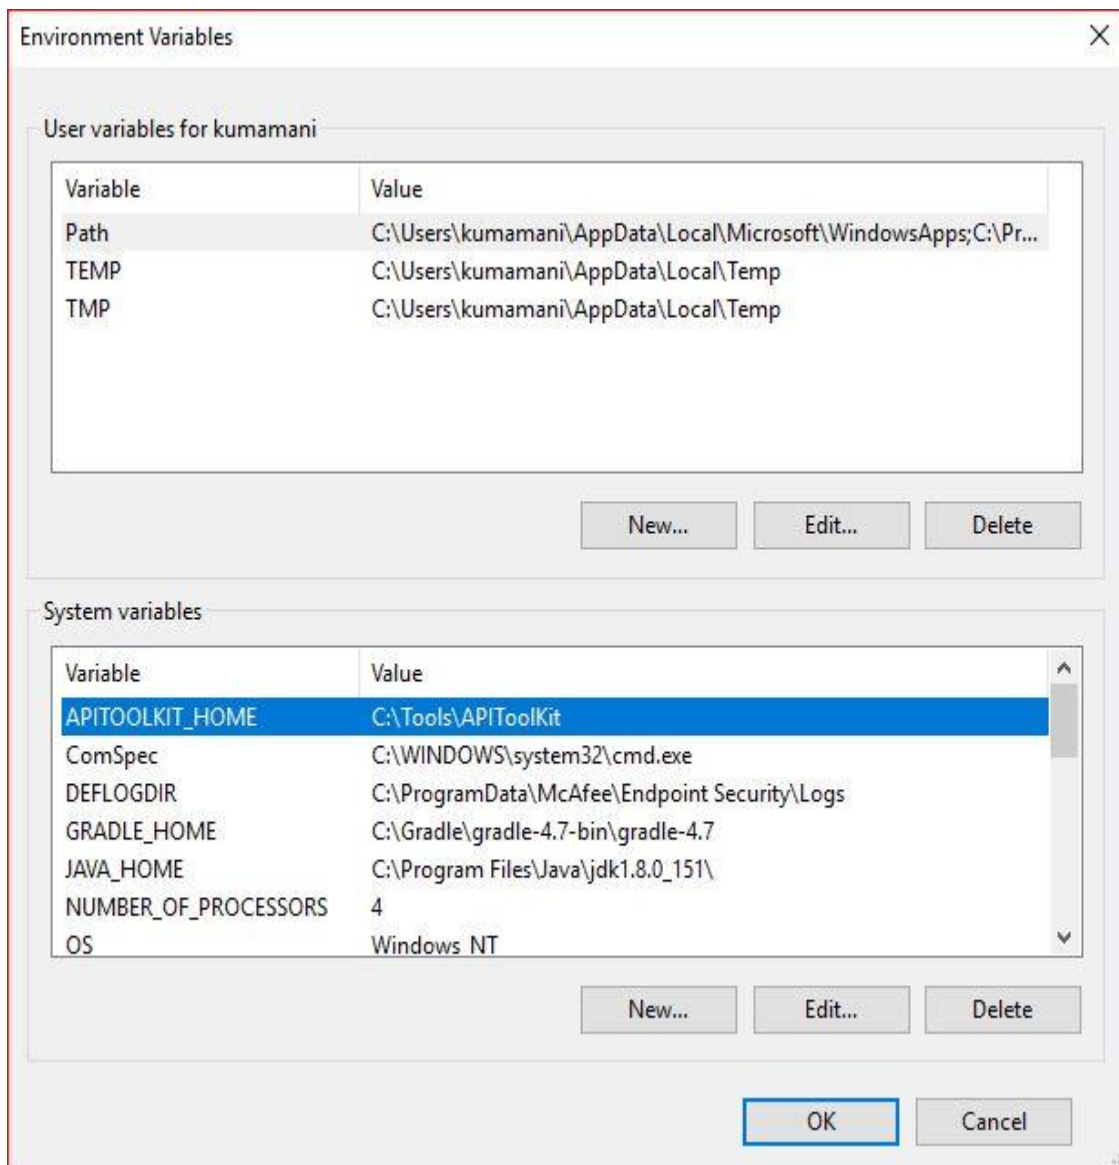 Environment Variables
User variables for kumamani
Variable Value
Path C:\Users\kumamani\AppData\Local\Microsoft\WindowsApps;C:\Pr...
TEMP C:\Users\kumamani\AppData\Local\Temp
TMP C:\Users\kumamani\AppData\Local\Temp
New... Edit... Delete
System variables
Variable Value
APITOOLKIT_HOME C:\Tools\APIToolKit
ComSpec C:\WINDOWS\system32\cmd.exe
DEFLOGDIR C:\ProgramData\McAfee\Endpoint Security\Logs
GRADLE_HOME C:\Gradle\gradle-4.7-bin\gradle-4.7
JAVA_HOME C:\Program Files\Java\jdk1.8.0_151\
NUMBER_OF_PROCESSORS 4
OS Windows_NT
New... Edit... Delete
OK Cancel